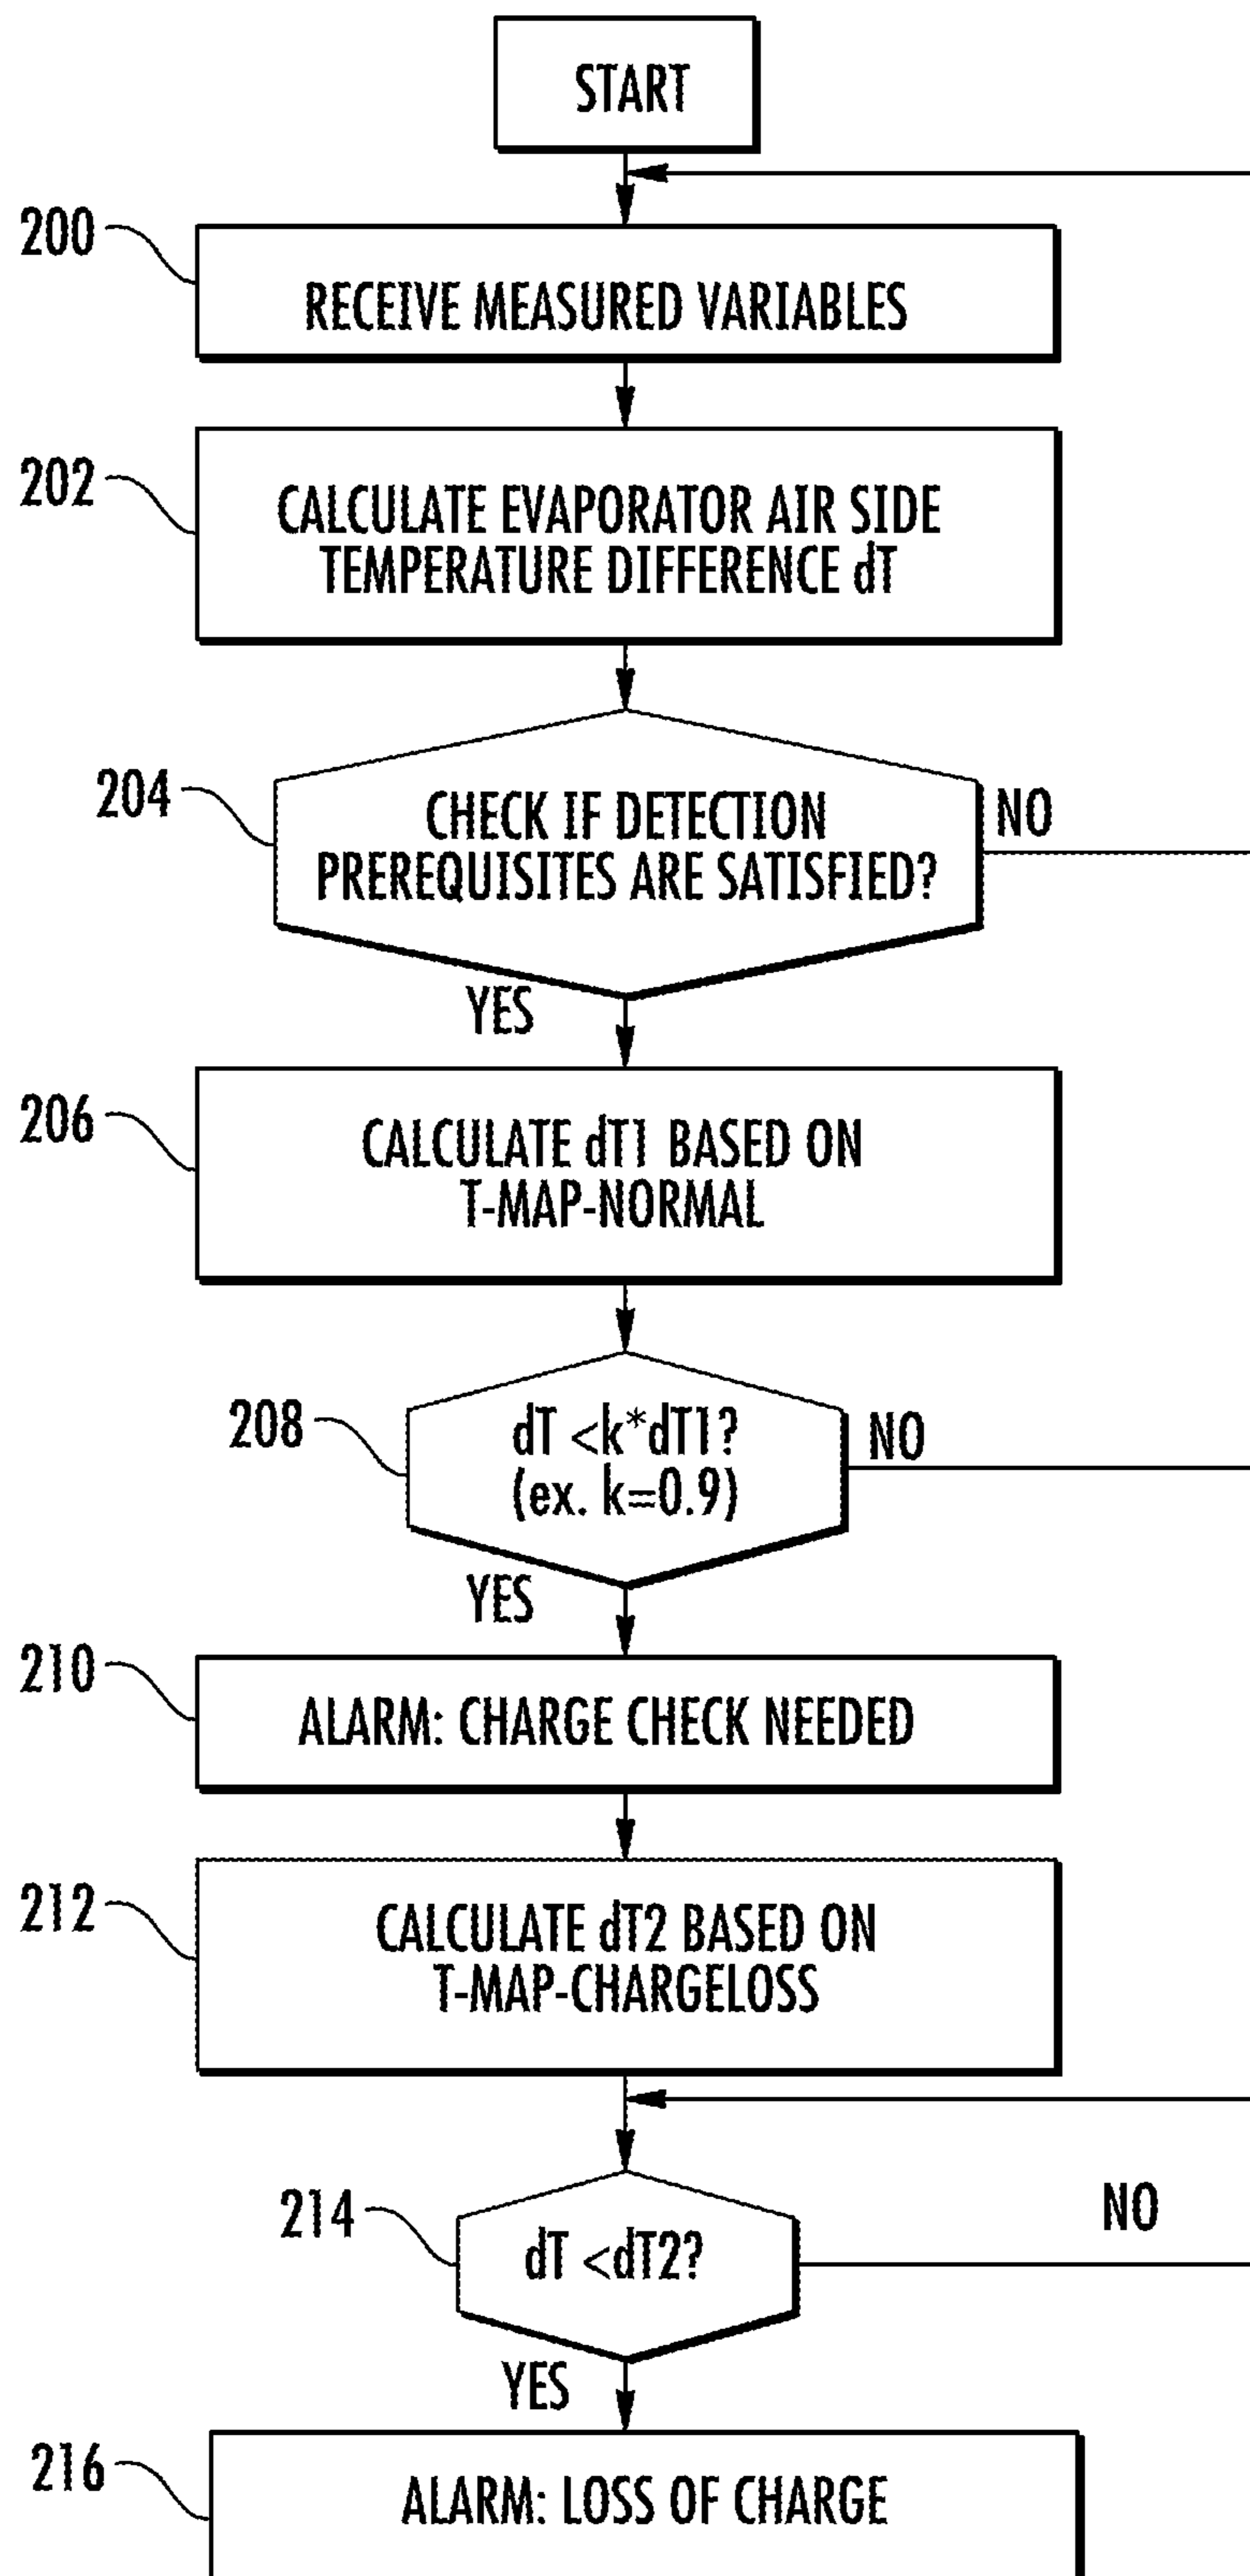 START
200
RECEIVE MEASURED VARIABLES
202
CALCULATE EVAPORATOR AIR SIDE
TEMPERATURE DIFFERENCE dT
204
CHECK IF DETECTION
PREREQUISITES ARE SATISFIED?
NO
YES
206
CALCULATE dT1 BASED ON
T-MAP-NORMAL
208
dT <k*dT1?
(ex. k=0.9)
NO
YES
210
ALARM: CHARGE CHECK NEEDED
212
CALCULATE dT2 BASED ON
T-MAP-CHARGELOSS
214
dT <dT2?
NO
YES
216
ALARM: LOSS OF CHARGE